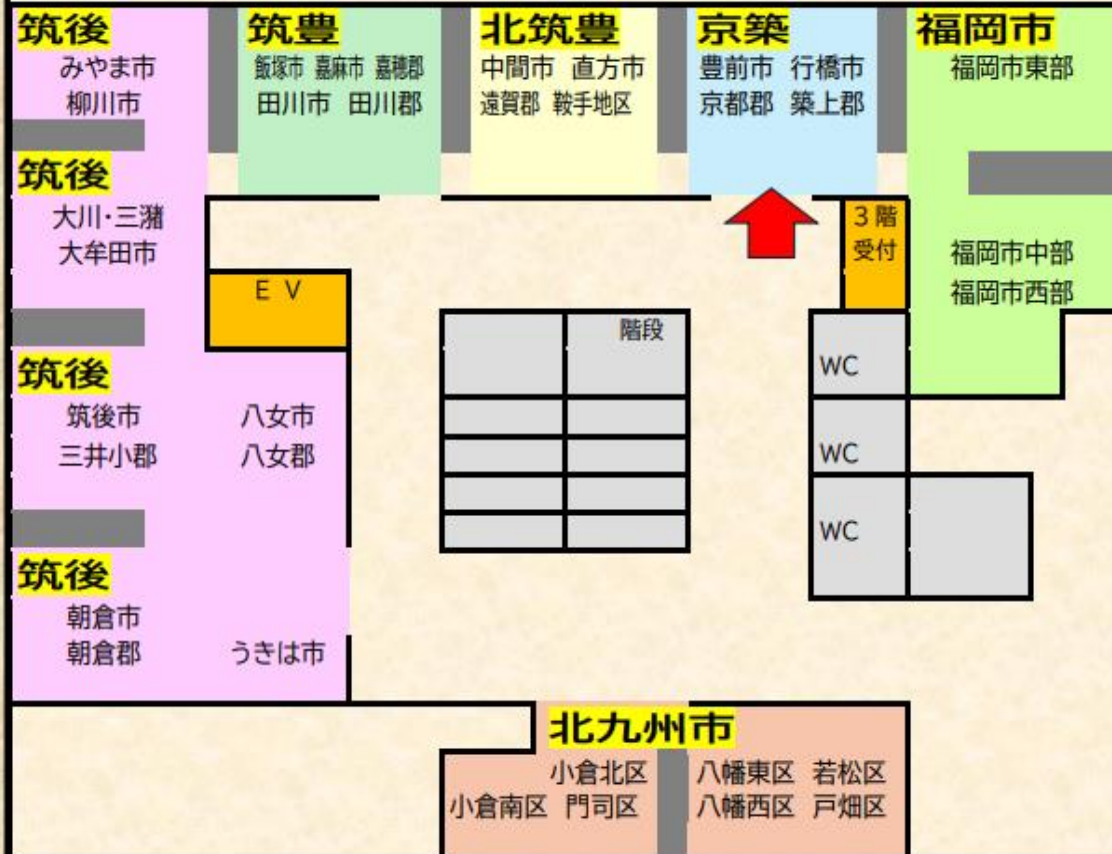 筑後
みやま市
柳川市
筑豊
飯塚市 嘉麻市 嘉穂郡
田川市 田川郡
北筑豊
中間市 直方市
遠賀郡 鞍手地区
京築
豊前市 行橋市
京都郡 築上郡
福岡市
福岡市東部
筑後
大川・三潴
大牟田市
3階
受付
福岡市中部
福岡市西部
EV
階段
WC
筑後
筑後市 八女市
三井小郡 八女郡
WC
WC
筑後
朝倉市
朝倉郡 うきは市
北九州市
小倉北区
小倉南区 門司区
八幡東区 若松区
八幡西区 戸畑区